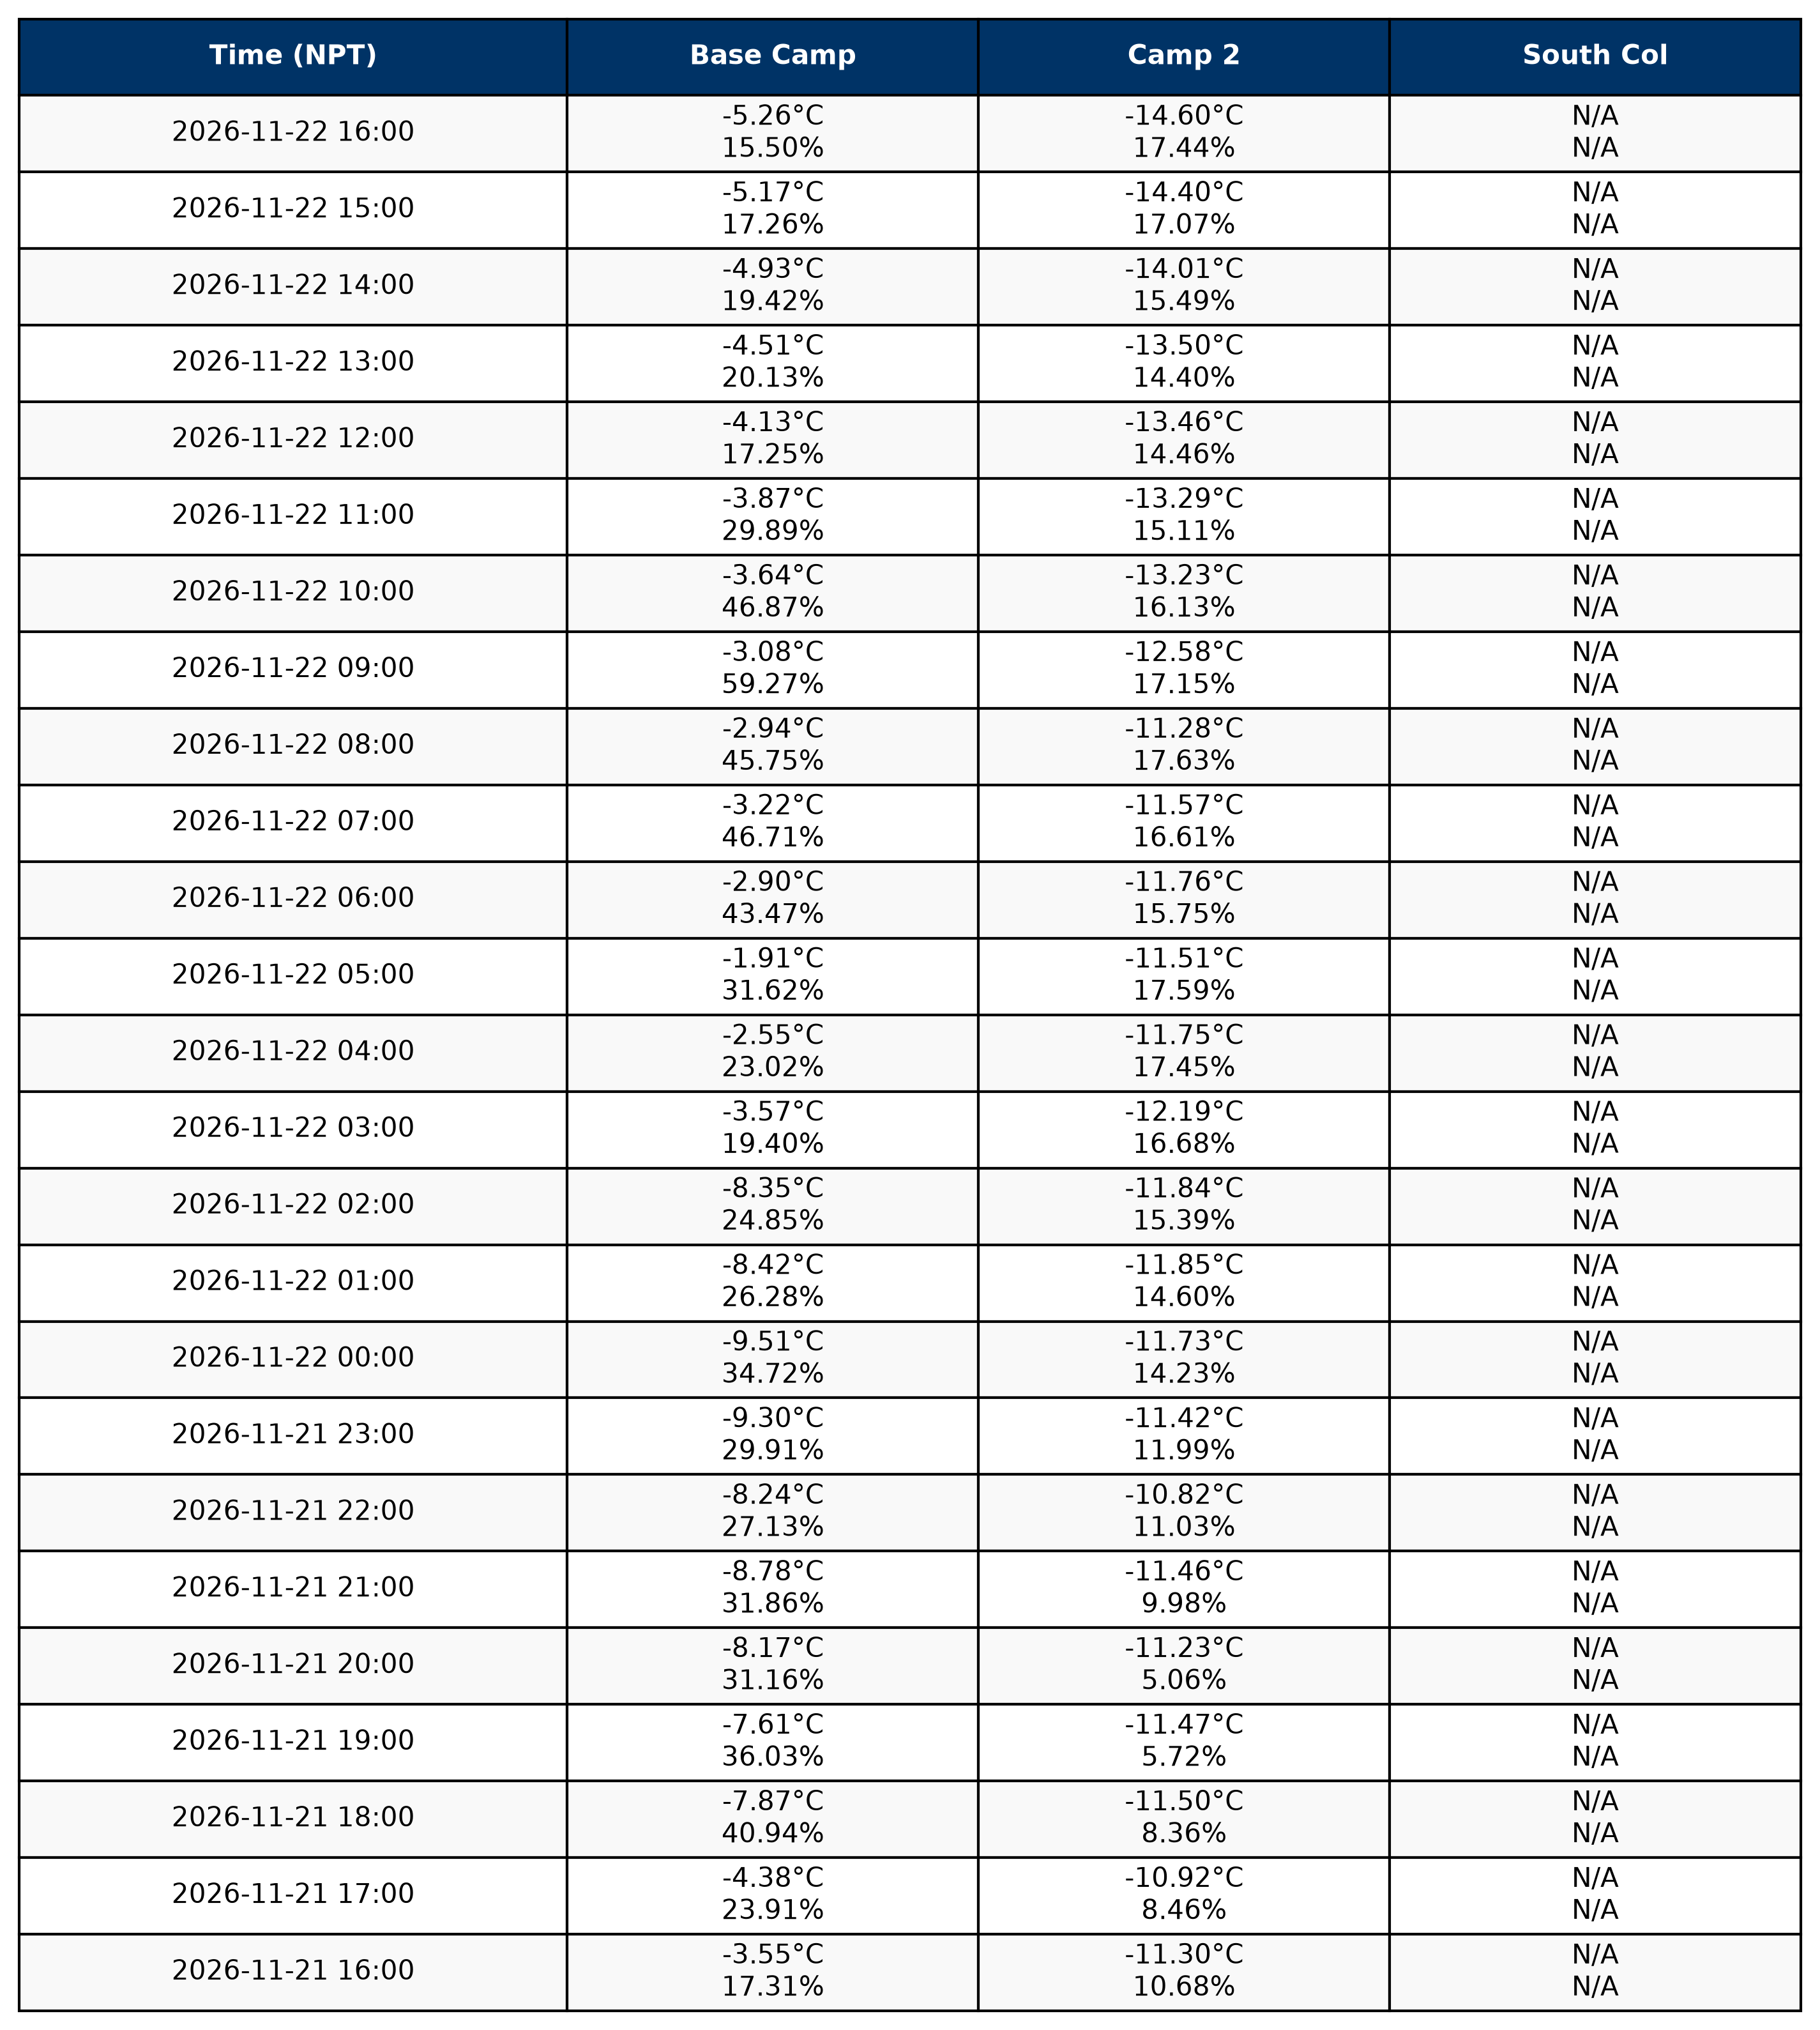 Time (NPT) Base Camp Camp 2 South Col
2026-11-22 16:00 -5.26°C -14.60°C N/A
15.50% 17.44% N/A
2026-11-22 15:00 -5.17°C -14.40°C N/A
17.26% 17.07% N/A
2026-11-22 14:00 -4.93°C -14.01°C N/A
19.42% 15.49% N/A
2026-11-22 13:00 -4.51°C -13.50°C N/A
20.13% 14.40% N/A
2026-11-22 12:00 -4.13°C -13.46°C N/A
17.25% 14.46% N/A
2026-11-22 11:00 -3.87°C -13.29°C N/A
29.89% 15.11% N/A
2026-11-22 10:00 -3.64°C -13.23°C N/A
46.87% 16.13% N/A
2026-11-22 09:00 -3.08°C -12.58°C N/A
59.27% 17.15% N/A
2026-11-22 08:00 -2.94°C -11.28°C N/A
45.75% 17.63% N/A
2026-11-22 07:00 -3.22°C -11.57°C N/A
46.71% 16.61% N/A
2026-11-22 06:00 -2.90°C -11.76°C N/A
43.47% 15.75% N/A
2026-11-22 05:00 -1.91°C -11.51°C N/A
31.62% 17.59% N/A
2026-11-22 04:00 -2.55°C -11.75°C N/A
23.02% 17.45% N/A
2026-11-22 03:00 -3.57°C -12.19°C N/A
19.40% 16.68% N/A
2026-11-22 02:00 -8.35°C -11.84°C N/A
24.85% 15.39% N/A
2026-11-22 01:00 -8.42°C -11.85°C N/A
26.28% 14.60% N/A
2026-11-22 00:00 -9.51°C -11.73°C N/A
34.72% 14.23% N/A
2026-11-21 23:00 -9.30°C -11.42°C N/A
29.91% 11.99% N/A
2026-11-21 22:00 -8.24°C -10.82°C N/A
27.13% 11.03% N/A
2026-11-21 21:00 -8.78°C -11.46°C N/A
31.86% 9.98% N/A
2026-11-21 20:00 -8.17°C -11.23°C N/A
31.16% 5.06% N/A
2026-11-21 19:00 -7.61°C -11.47°C N/A
36.03% 5.72% N/A
2026-11-21 18:00 -7.87°C -11.50°C N/A
40.94% 8.36% N/A
2026-11-21 17:00 -4.38°C -10.92°C N/A
23.91% 8.46% N/A
2026-11-21 16:00 -3.55°C -11.30°C N/A
17.31% 10.68% N/A